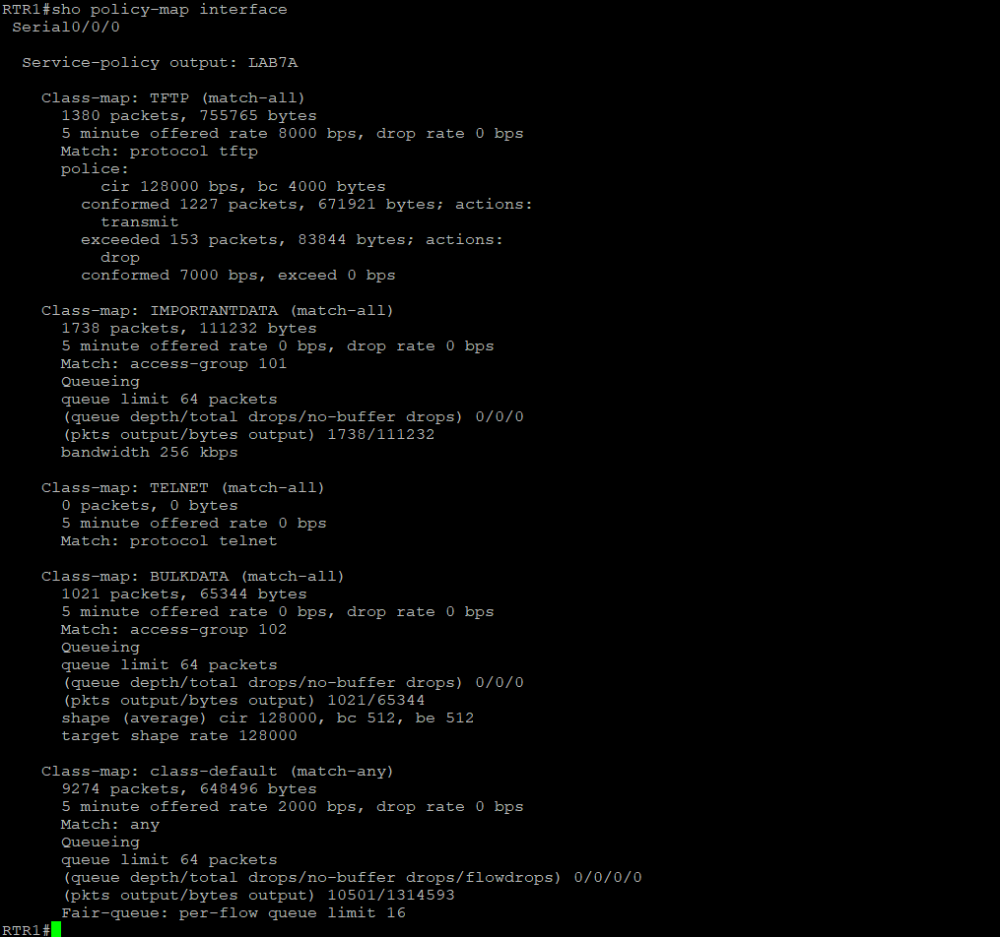 RTR1#sho policy-map interface
Serial0/0/0
Service-policy output: LAB7A
Class-map: TFTP (match-all)
1380 packets, 755765 bytes
5 minute offered rate 8000 bps, drop rate 0 bps
Match: protocol tftp
police:
cir 128000 bps, bc 4000 bytes
conformed 1227 packets, 671921 bytes; actions:
transmit
exceeded 153 packets, 83844 bytes; actions:
drop
conformed 7000 bps, exceed 0 bps
Class-map: IMPORTANTDATA (match-all)
1738 packets, 111232 bytes
5 minute offered rate 0 bps, drop rate 0 bps
Match: access-group 101
Queueing
queue limit 64 packets
(queue depth/total drops/no-buffer drops) 0/0/0
(pkts output/bytes output) 1738/111232
bandwidth 256 kbps
Class-map: TELNET (match-all)
0 packets, 0 bytes
5 minute offered rate 0 bps
Match: protocol telnet
Class-map: BULKDATA (match-all)
1021 packets, 65344 bytes
5 minute offered rate 0 bps, drop rate 0 bps
Match: access-group 102
Queueing
queue limit 64 packets
(queue depth/total drops/no-buffer drops) 0/0/0
(pkts output/bytes output) 1021/65344
shape (average) cir 128000, bc 512, be 512
target shape rate 128000
Class-map: class-default (match-any)
9274 packets, 648496 bytes
5 minute offered rate 2000 bps, drop rate 0 bps
Match: any
Queueing
queue limit 64 packets
(queue depth/total drops/no-buffer drops/flowdrops) 0/0/0/0
(pkts output/bytes output) 10501/1314593
Fair-queue: per-flow queue limit 16
RTR1#